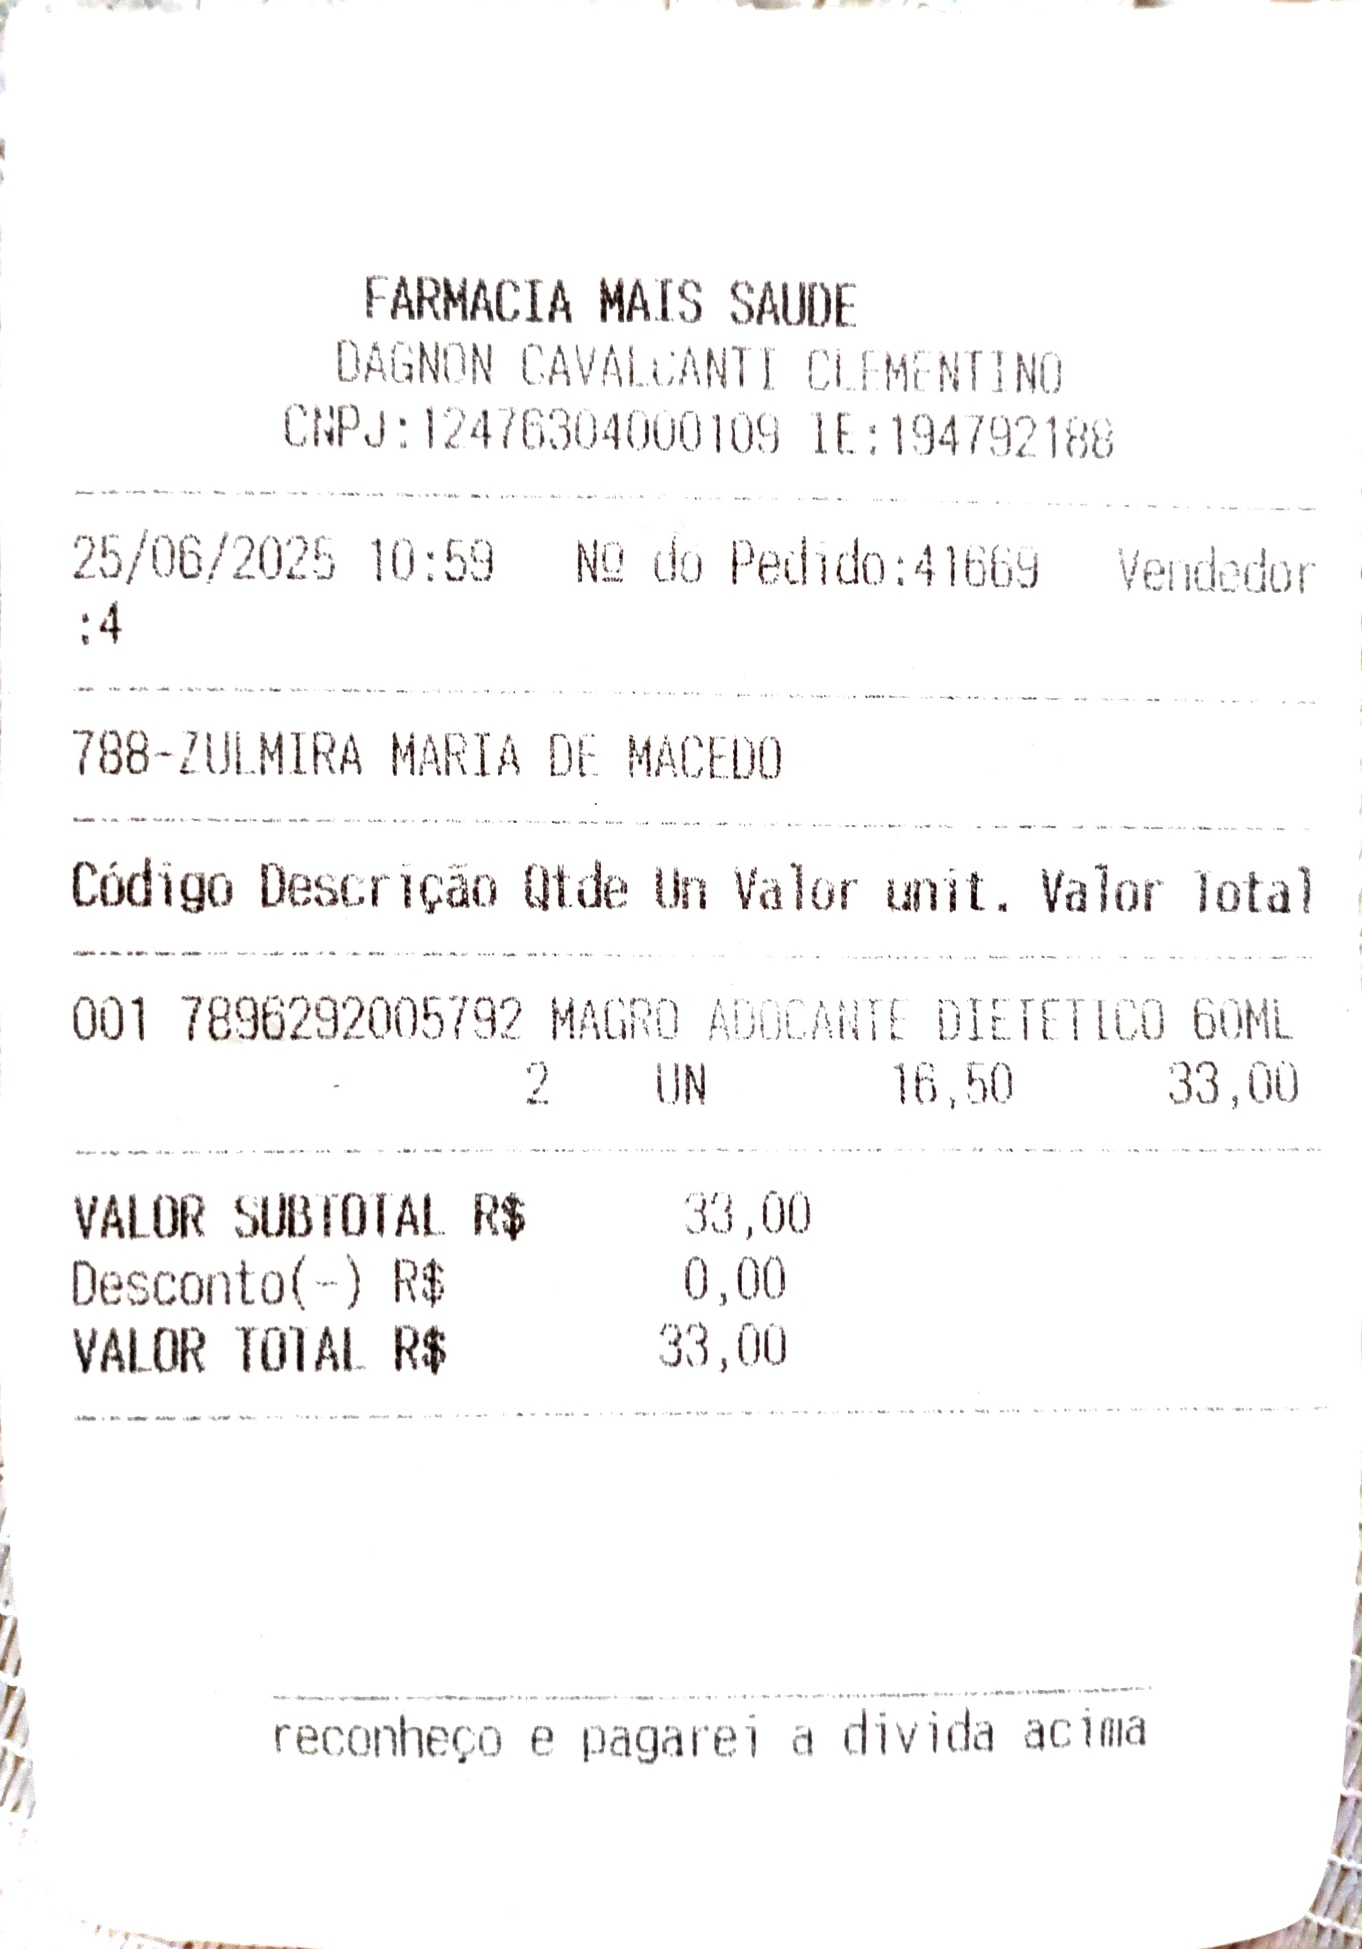 FARMACIA MAIS SAUDE
DAGNON CAVALCANTI CLEMENTINO
CNPJ:12476304000109 IE:194792188
25/06/2025 10:59 Nº do Pedido:41669 Vendedor
:4
788-ZULMIRA MARIA DE MACEDO
Código Descrição Qtde Un Valor unit. Valor Total
001 7896292005792 MAGRO ADOCANTE DIETETICO 60ML
2 UN 16,50 33,00
VALOR SUBTOTAL R$ 33,00
Desconto(-) R$ 0,00
VALOR TOTAL R$ 33,00
reconheço e pagarei a divida acima